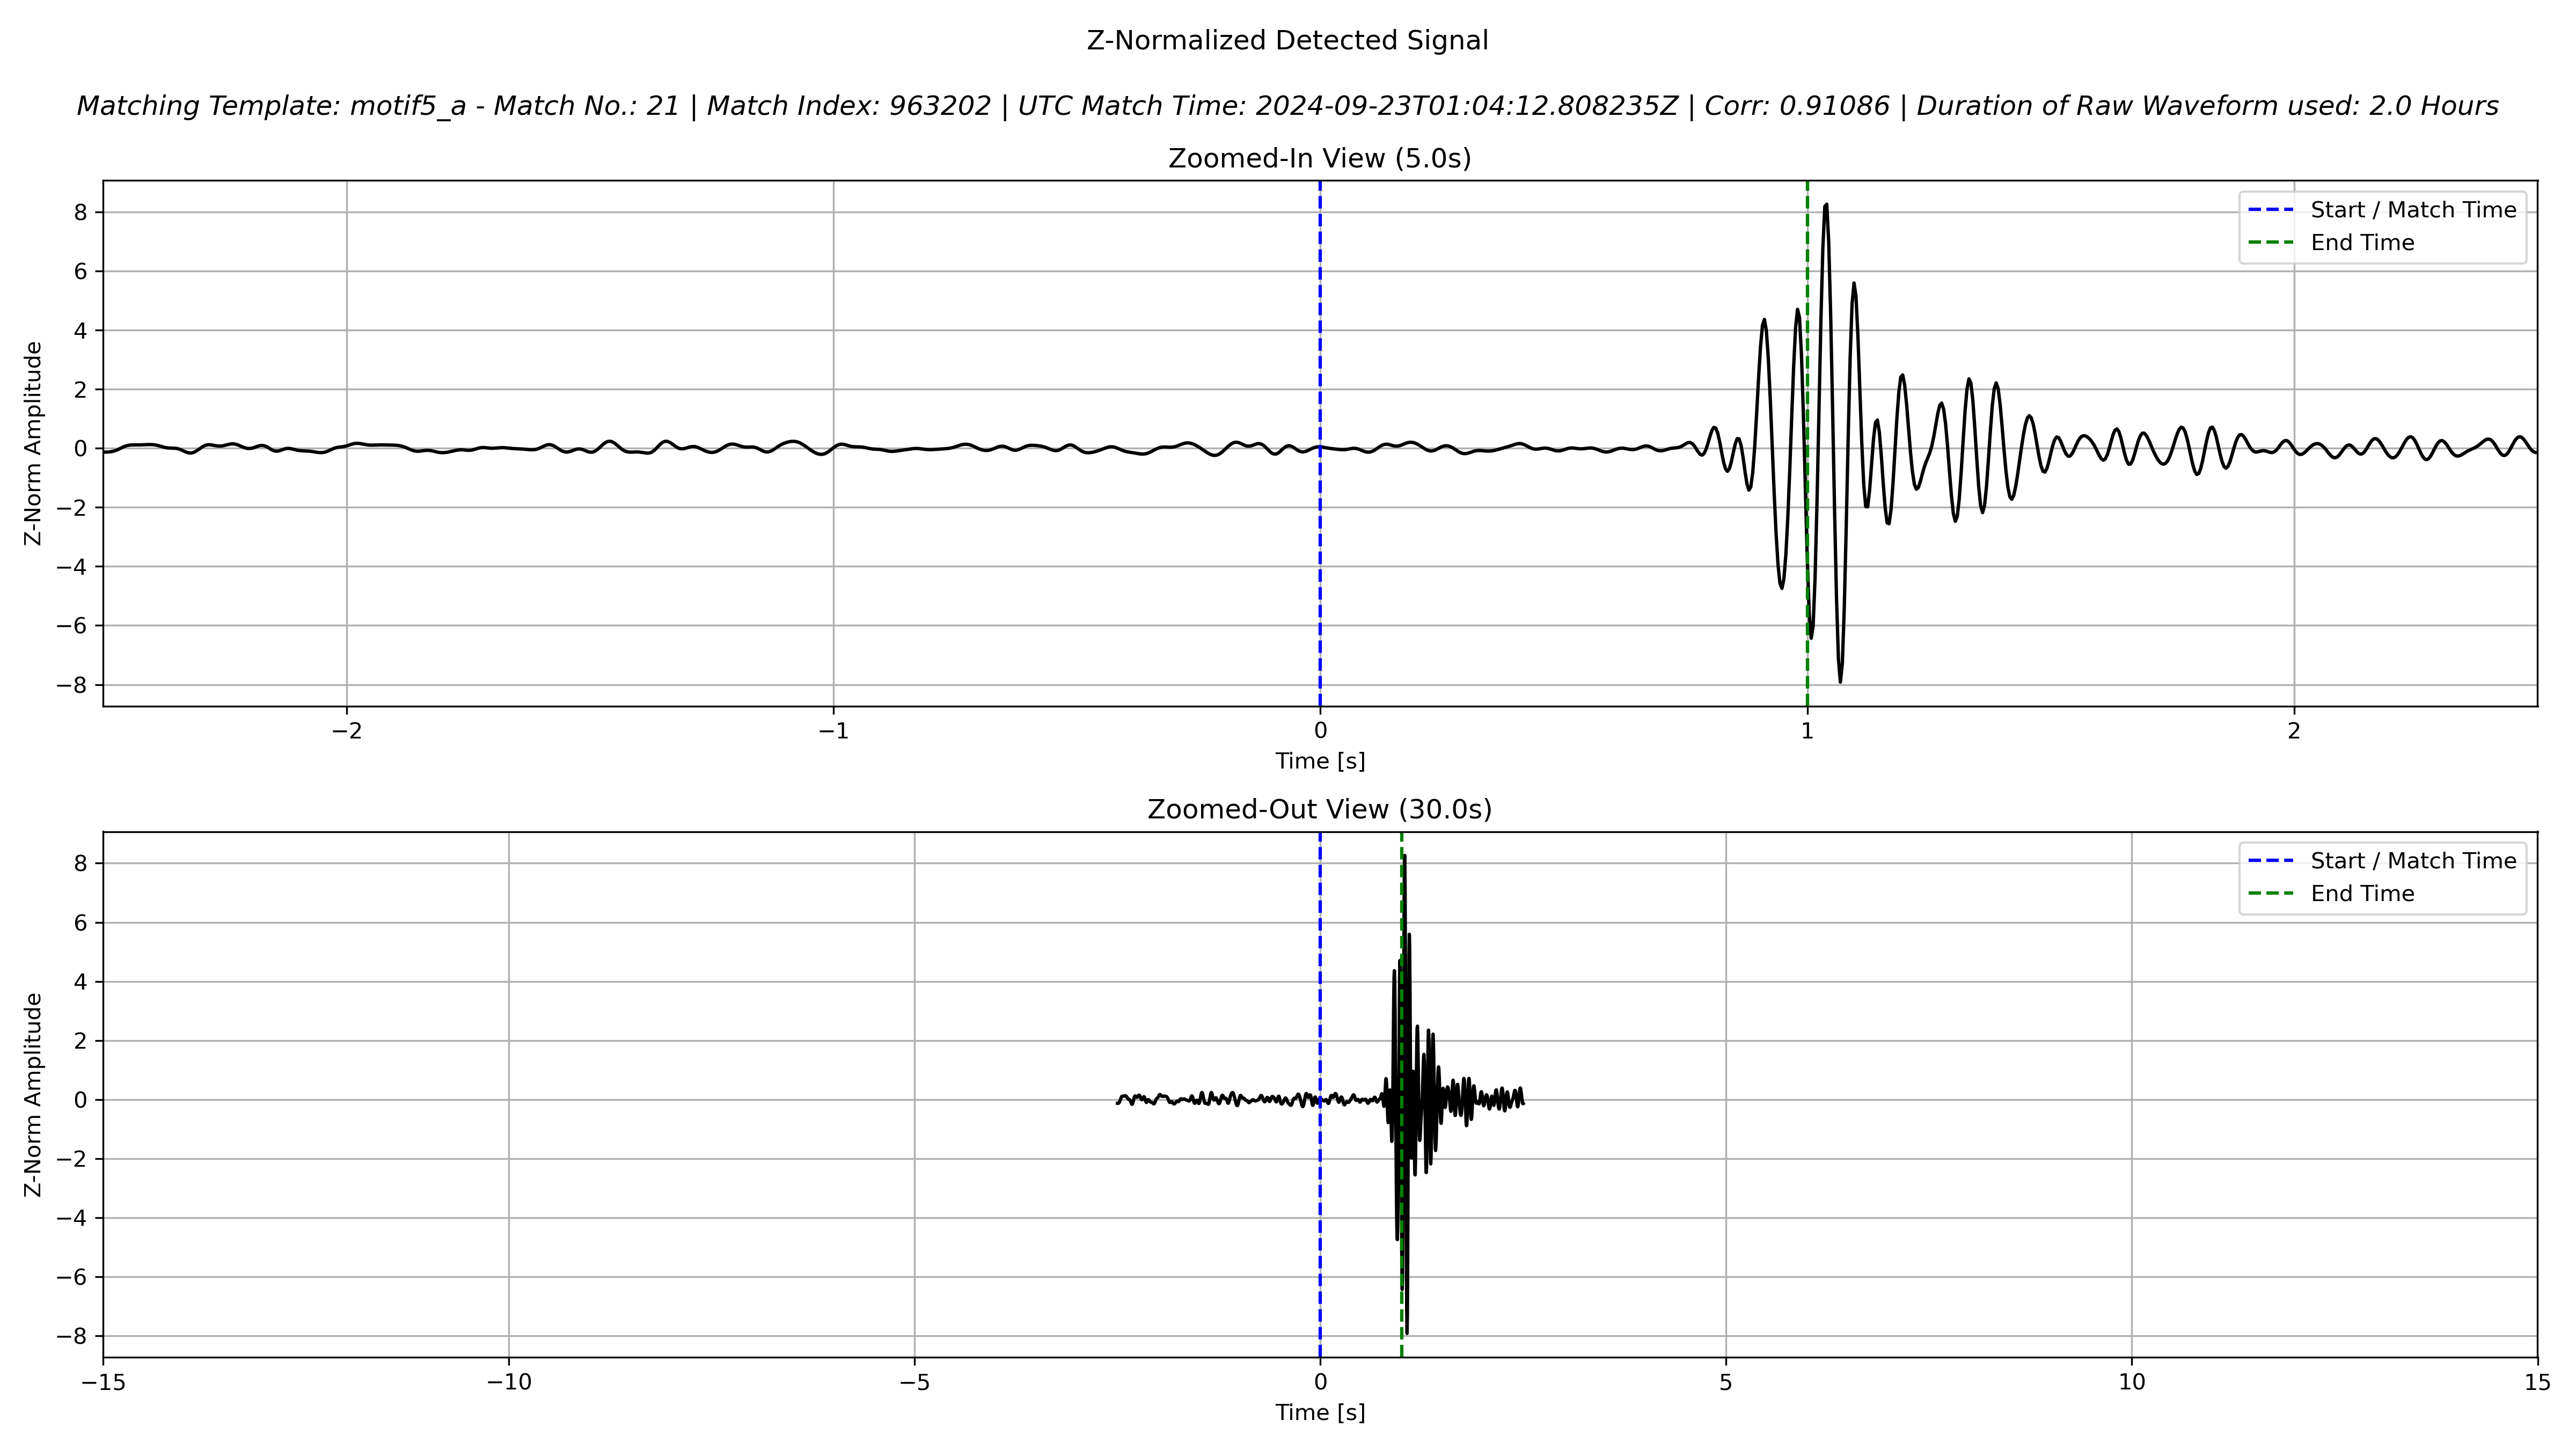 Z-Normalized Detected Signal
Matching Template: motif5_a - Match No.: 21 | Match Index: 963202 | UTC Match Time: 2024-09-23T01:04:12.808235Z | Corr: 0.91086 | Duration of Raw Waveform used: 2.0 Hours
Zoomed-In View (5.0s)
Z-Norm Amplitude
8
6
4
2
0
−2
−4
−6
−8
Start / Match Time
End Time
−2 −1 0 1 2
Time [s]
Zoomed-Out View (30.0s)
Z-Norm Amplitude
8
6
4
2
0
−2
−4
−6
−8
Start / Match Time
End Time
−15 −10 −5 0 5 10 15
Time [s]